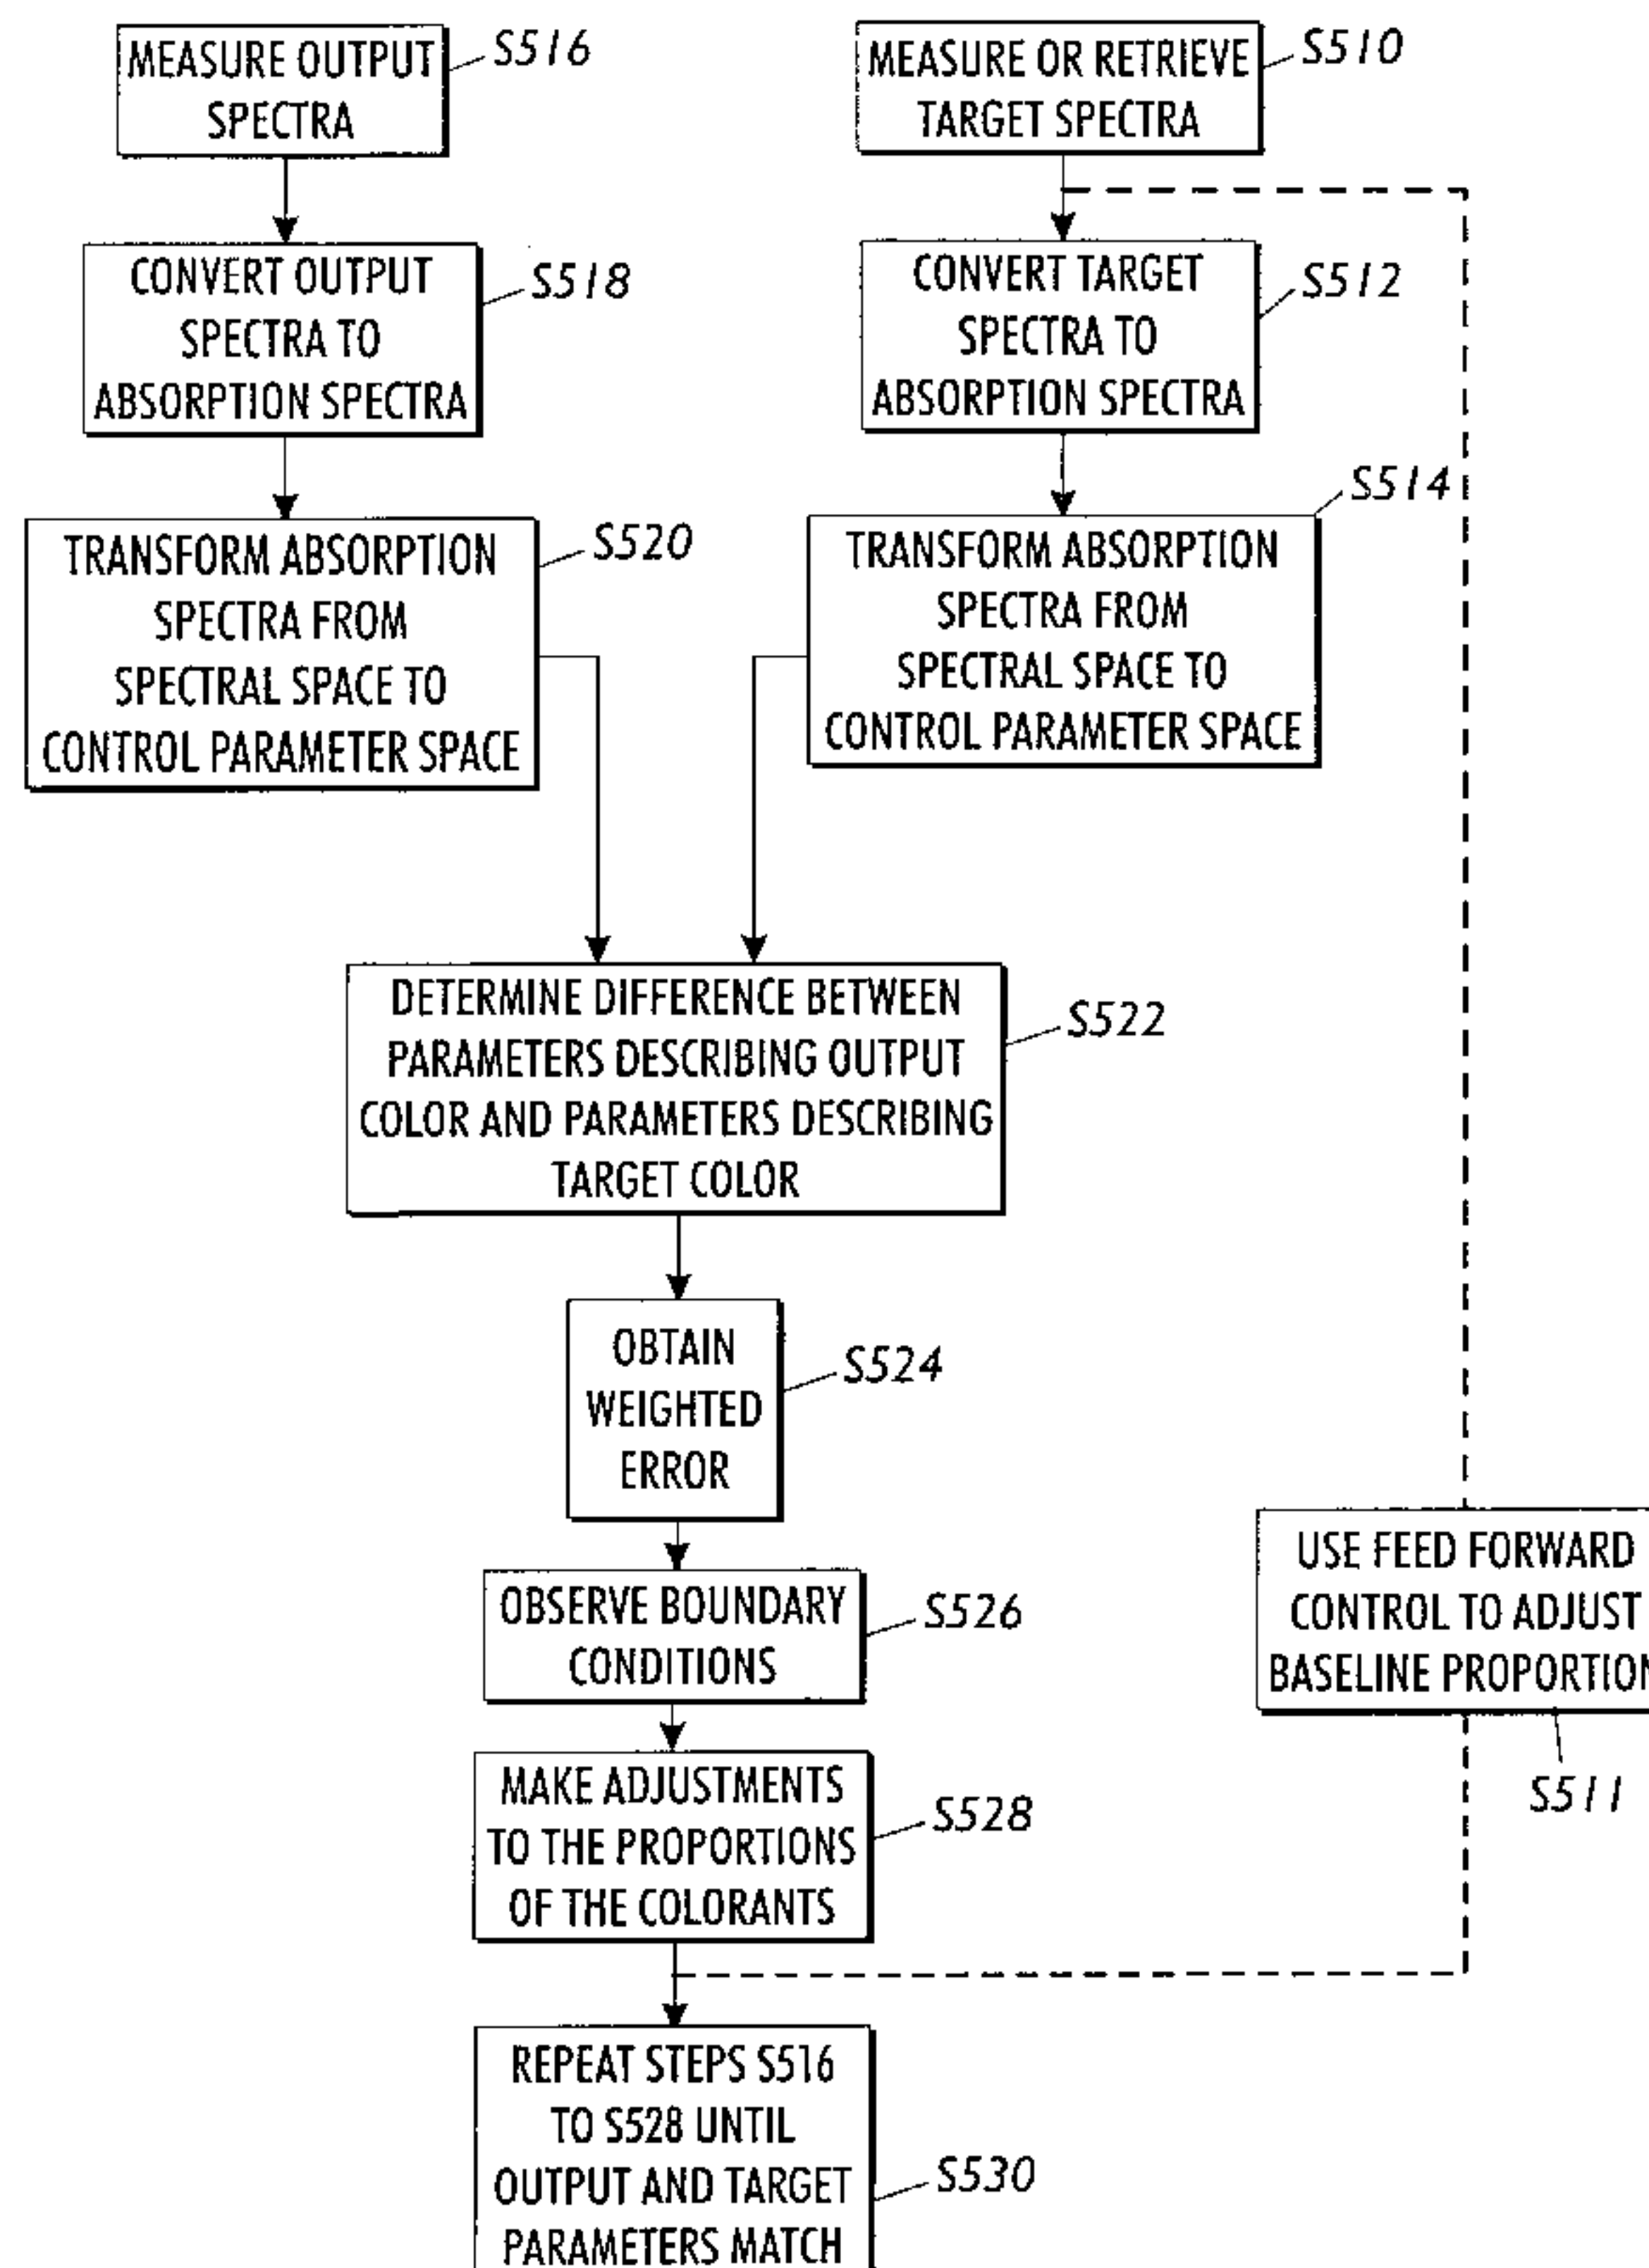 MEASURE OUTPUT
SPECTRA
S516
MEASURE OR RETRIEVE
TARGET SPECTRA
S510
CONVERT OUTPUT
SPECTRA TO
ABSORPTION SPECTRA
S518
CONVERT TARGET
SPECTRA TO
ABSORPTION SPECTRA
S512
TRANSFORM ABSORPTION
SPECTRA FROM
SPECTRAL SPACE TO
CONTROL PARAMETER SPACE
S520
TRANSFORM ABSORPTION
SPECTRA FROM
SPECTRAL SPACE TO
CONTROL PARAMETER SPACE
S514
DETERMINE DIFFERENCE BETWEEN
PARAMETERS DESCRIBING OUTPUT
COLOR AND PARAMETERS DESCRIBING
TARGET COLOR
S522
OBTAIN
WEIGHTED
ERROR
S524
OBSERVE BOUNDARY
CONDITIONS
S526
USE FEED FORWARD
CONTROL TO ADJUST
BASELINE PROPORTION
S511
MAKE ADJUSTMENTS
TO THE PROPORTIONS
OF THE COLORANTS
S528
REPEAT STEPS S516
TO S528 UNTIL
OUTPUT AND TARGET
PARAMETERS MATCH
S530